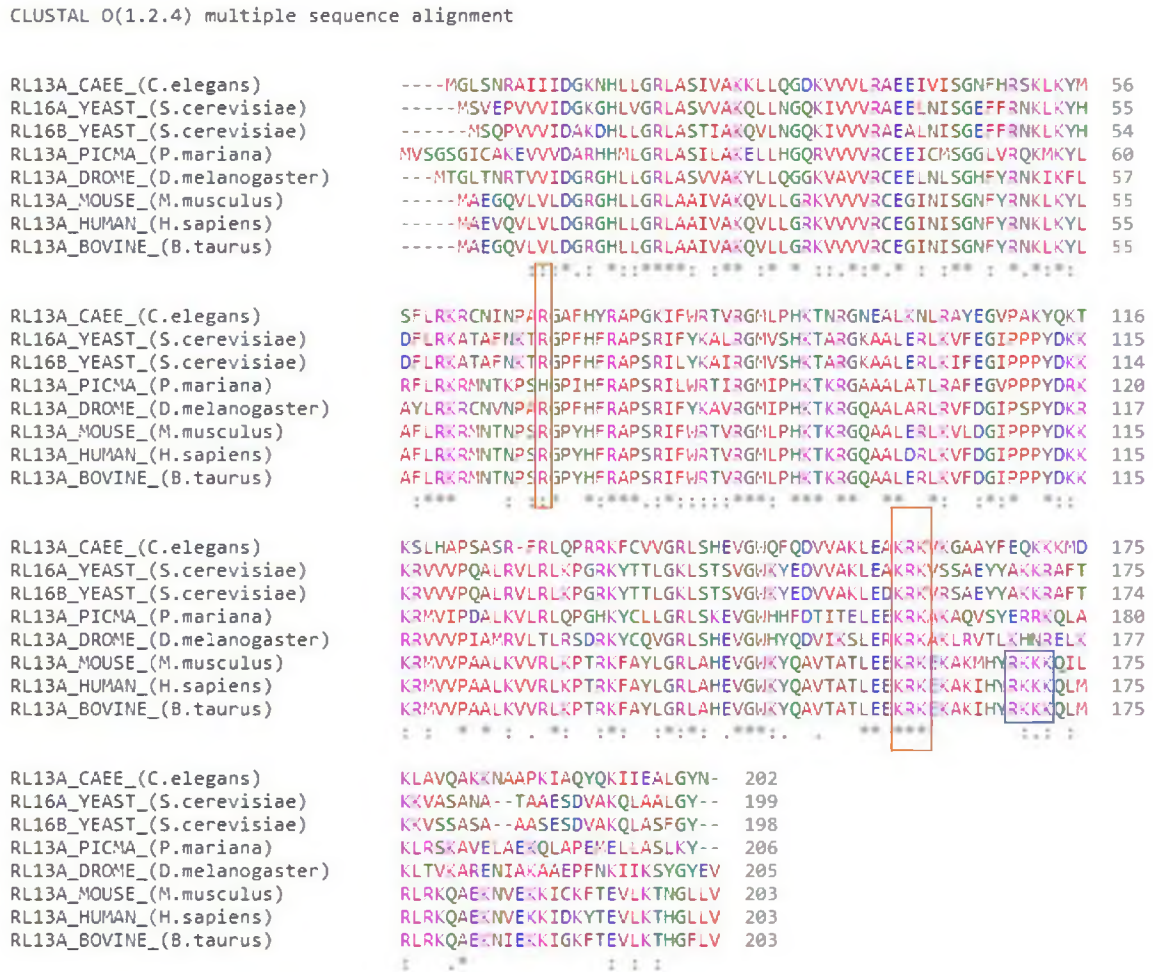 CLUSTAL O(1.2.4) multiple sequence alignment
RL13A_CAEE_(C.elegans) ----MGLSNRAIIIDGKNHLLGRLASIVAKKLLQGDKVVVLRAEEIVISGNFHRSKLKYM 56
RL16A_YEAST_(S.cerevisiae) -----MSVEPVVVIDGKGHLVGRLASVVAKQLLNGQKIVVVRAEELNISGEFFRNKLKYH 55
RL16B_YEAST_(S.cerevisiae) ------MSQPVVVIDAKDHLLGRLASTIAKQVLNGQKIVVVRAEALNISGEFFRNKLKYH 54
RL13A_PICMA_(P.mariana) MVSGSGICAKEVVVDARHHMLGRLASILAKELLHGQRVVVVRCEEICMSGGLVRQKMKYL 60
RL13A_DROME_(D.melanogaster) ---MTGLTNRTVVIDGRGHLLGRLASVVAKYLLQGGKVAVVRCEELNLSGHFYRNKIKFL 57
RL13A_MOUSE_(M.musculus) -----MAEGQVLVLDGRGHLLGRLAAIVAKQVLLGRKVVVVRCEGINISGNFYRNKLKYL 55
RL13A_HUMAN_(H.sapiens) -----MAEVQVLVLDGRGHLLGRLAAIVAKQVLLGRKVVVVRCEGINISGNFYRNKLKYL 55
RL13A_BOVINE_(B.taurus) -----MAEGQVLVLDGRGHLLGRLAAIVAKQVLLGRKVVVVRCEGINISGNFYRNKLKYL 55
RL13A_CAEE_(C.elegans) SFLRKRCNINPARGAFHYRAPGKIFWRTVRGMLPHKTNRGNEALKNLRAYEGVPAKYQKT 116
RL16A_YEAST_(S.cerevisiae) DFLRKATAFNKTRGPFHFRAPSRIFYKALRGMVSHKTARGKAALERLKVFEGIPPPYDKK 115
RL16B_YEAST_(S.cerevisiae) DFLRKATAFNKTRGPFHFRAPSRILYKAIRGMVSHKTARGKAALERLKIFEGIPPPYDKK 114
RL13A_PICMA_(P.mariana) RFLRKRMNTKPSHGPIHFRAPSRILWRTIRGMIPHKTKRGAAALATLRAFEGVPPPYDRK 120
RL13A_DROME_(D.melanogaster) AYLRKRCNVNPARGPFHFRAPSRIFYKAVRGMIPHKTKRGQAALARLRVFDGIPSPYDKR 117
RL13A_MOUSE_(M.musculus) AFLRKRMNTNPSRGPYHFRAPSRIFWRTVRGMLPHKTKRGQAALERLKVLDGIPPPYDKK 115
RL13A_HUMAN_(H.sapiens) AFLRKRMNTNPSRGPYHFRAPSRIFWRTVRGMLPHKTKRGQAALDRLKVFDGIPPPYDKK 115
RL13A_BOVINE_(B.taurus) AFLRKRMNTNPSRGPYHFRAPSRIFWRTVRGMLPHKTKRGQAALERLKVFDGIPPPYDKK 115
RL13A_CAEE_(C.elegans) KSLHAPSASR-FRLQPRRKFCVVGRLSHEVGWQFQDVVAKLEAKRKVKGAAYFEQKKKMD 175
RL16A_YEAST_(S.cerevisiae) KRVVVPQALRVLRLKPGRKYTTLGKLSTSVGWKYEDVVAKLEAKRKVSSAEYYAKKRAFT 175
RL16B_YEAST_(S.cerevisiae) KRVVVPQALRVLRLKPGRKYTTLGKLSTSVGWKYEDVVAKLEDKRKVRSAEYYAKKRAFT 174
RL13A_PICMA_(P.mariana) KRMVIPDALKVLRLQPGHKYCLLGRLSKEVGWHHFDTITELEEKRKAKAQVSYERRKQLA 180
RL13A_DROME_(D.melanogaster) RRVVVPIAMRVLTLRSDRKYCQVGRLSHEVGWHYQDVIKSLERKRKAKLRVTLKHNRELK 177
RL13A_MOUSE_(M.musculus) KRMVVPAALKVVRLKPTRKFAYLGRLAHEVGWKYQAVTATLEEKRKEKAKMHYRKKKQIL 175
RL13A_HUMAN_(H.sapiens) KRMVVPAALKVVRLKPTRKFAYLGRLAHEVGWKYQAVTATLEEKRKEKAKIHYRKKKQLM 175
RL13A_BOVINE_(B.taurus) KRMVVPAALKVVRLKPTRKFAYLGRLAHEVGWKYQAVTATLEEKRKEKAKIHYRKKKQLM 175
RL13A_CAEE_(C.elegans) KLAVQAKKNAAPKIAQYQKIIEALGYN- 202
RL16A_YEAST_(S.cerevisiae) KKVASANA--TAAESDVAKQLAALGY-- 199
RL16B_YEAST_(S.cerevisiae) KKVSSASA--AASESDVAKQLASFGY-- 198
RL13A_PICMA_(P.mariana) KLRSKAVELAEKQLAPEMELLASLKY-- 206
RL13A_DROME_(D.melanogaster) KLTVKARENIAKAAEPFNKIIKSYGYEV 205
RL13A_MOUSE_(M.musculus) RLRKQAEKNVEKKICKFTEVLKTNGLLV 203
RL13A_HUMAN_(H.sapiens) RLRKQAEKNVEKKIDKYTEVLKTHGLLV 203
RL13A_BOVINE_(B.taurus) RLRKQAEKNIEKKIGKFTEVLKTHGFLV 203